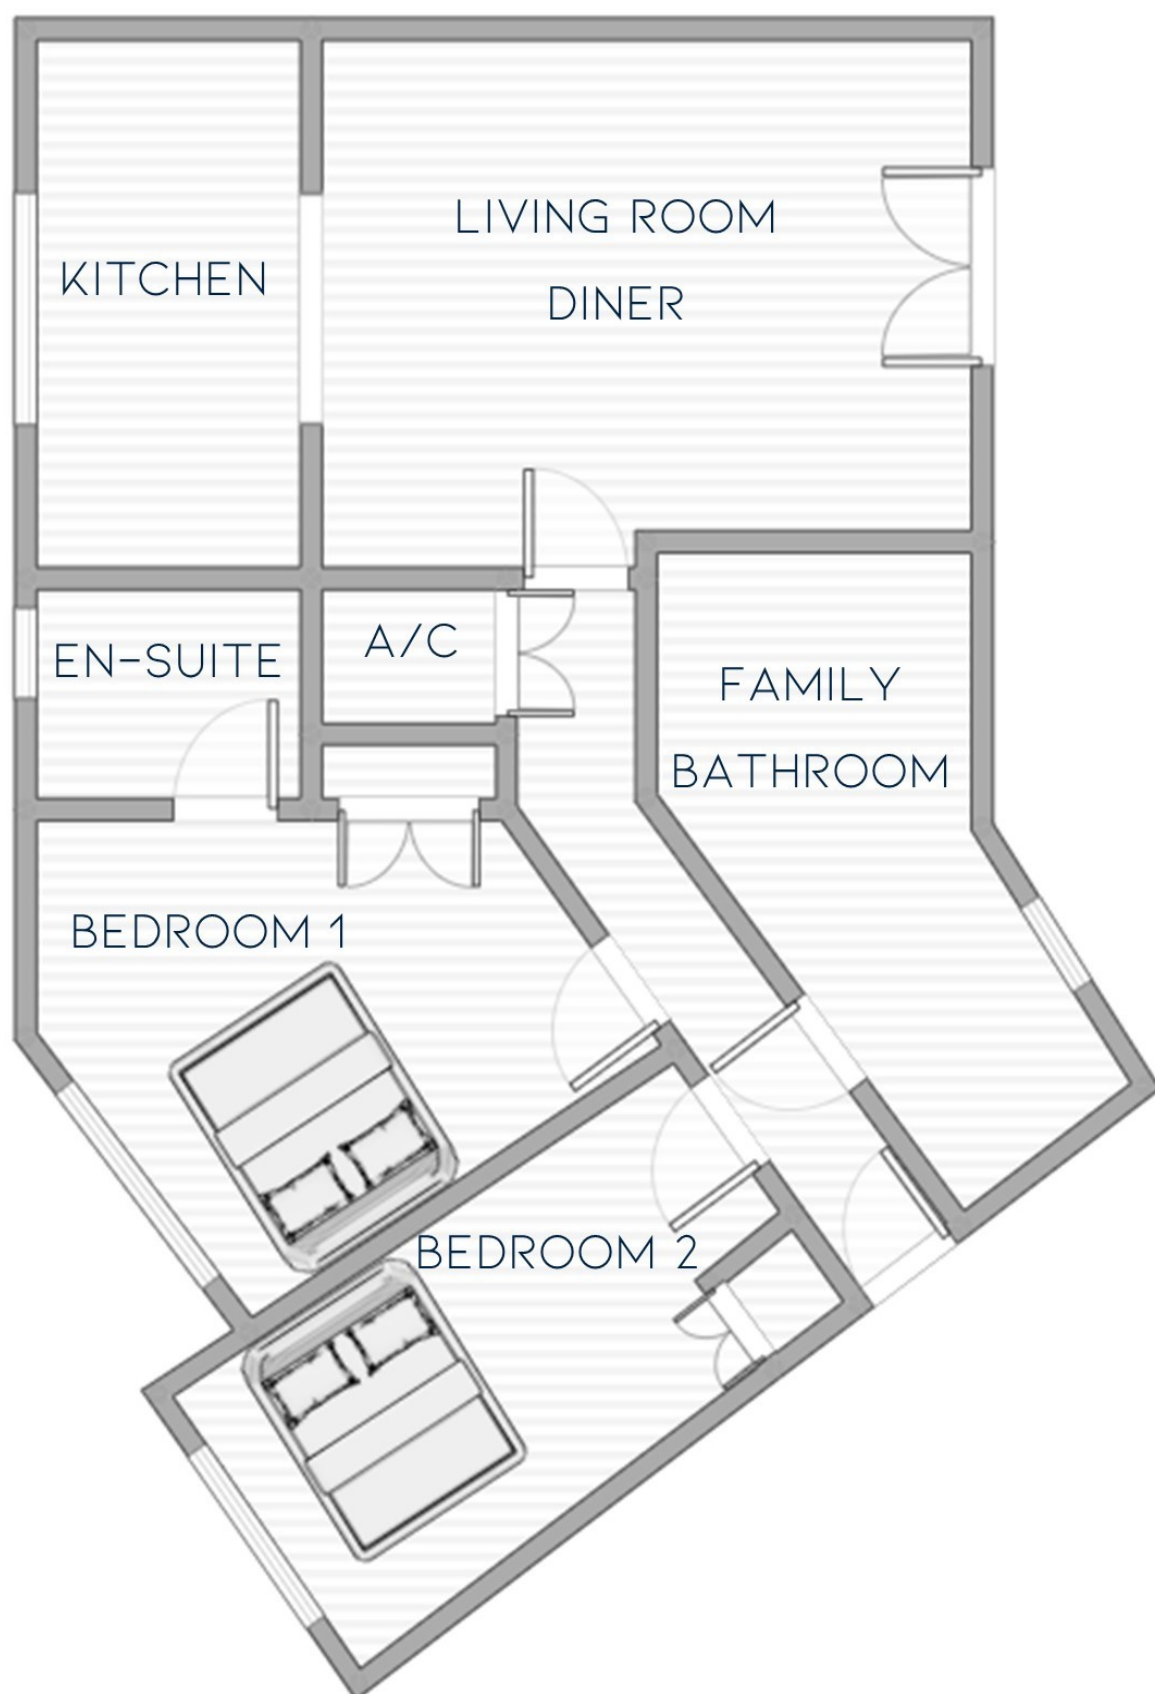 LIVING ROOM
DINER
KITCHEN
EN-SUITE
A/C
FAMILY
BATHROOM
BEDROOM 1
BEDROOM 2